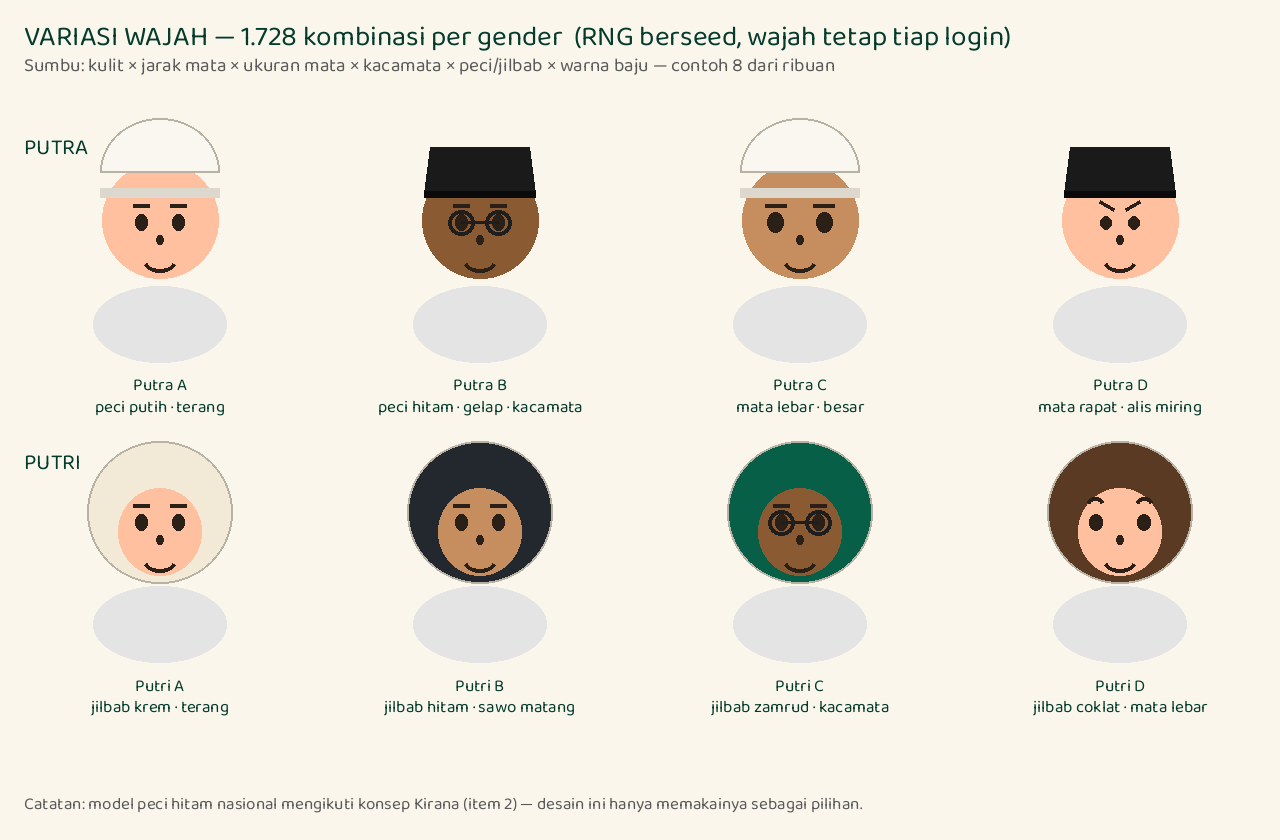 VARIASI WAJAH — 1.728 kombinasi per gender (RNG berseed, wajah tetap tiap login)
Sumbu: kulit × jarak mata × ukuran mata × kacamata × peci/jilbab × warna baju — contoh 8 dari ribuan
PUTRA
Putra A
peci putih · terang
Putra B
peci hitam · gelap · kacamata
Putra C
mata lebar · besar
Putra D
mata rapat · alis miring
PUTRI
Putri A
jilbab krem · terang
Putri B
jilbab hitam · sawo matang
Putri C
jilbab zamrud · kacamata
Putri D
jilbab coklat · mata lebar
Catatan: model peci hitam nasional mengikuti konsep Kirana (item 2) — desain ini hanya memakainya sebagai pilihan.